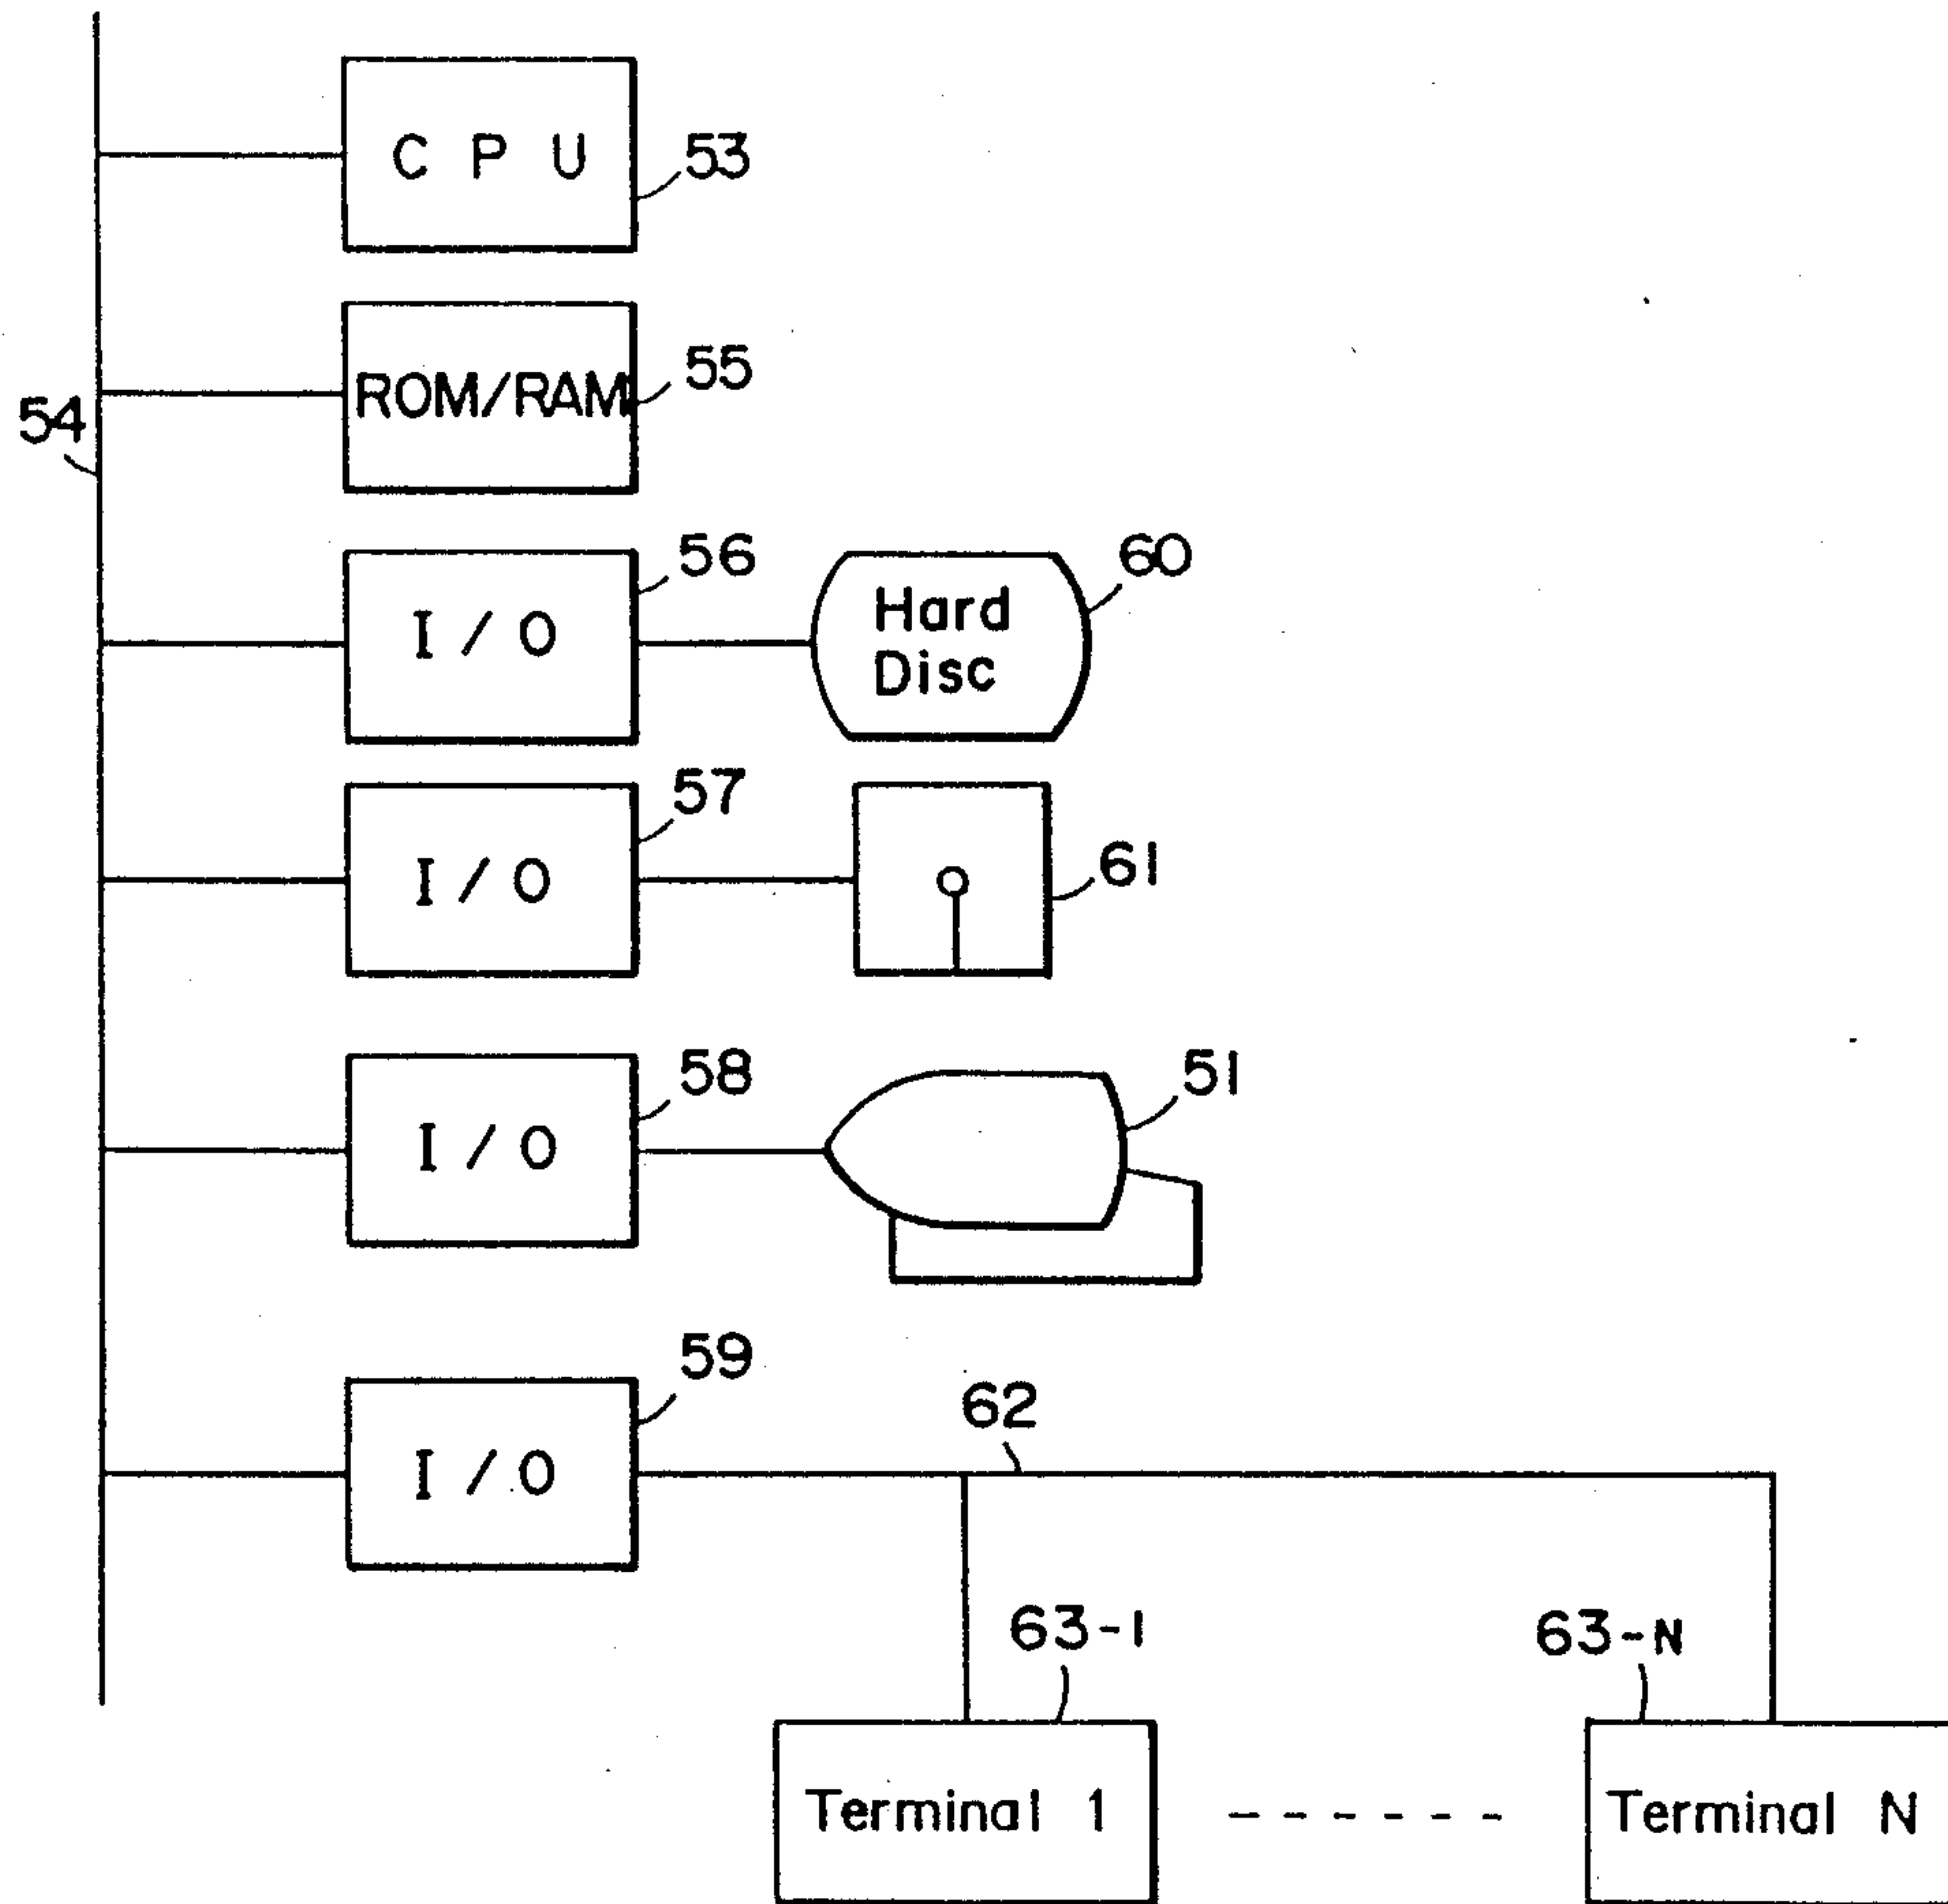 C P U
53
ROM/RAM
55
54
I/O
56
Hard
Disc
60
I/O
57
61
I/O
58
51
I/O
59
62
63-1
63-N
Terminal 1
Terminal N